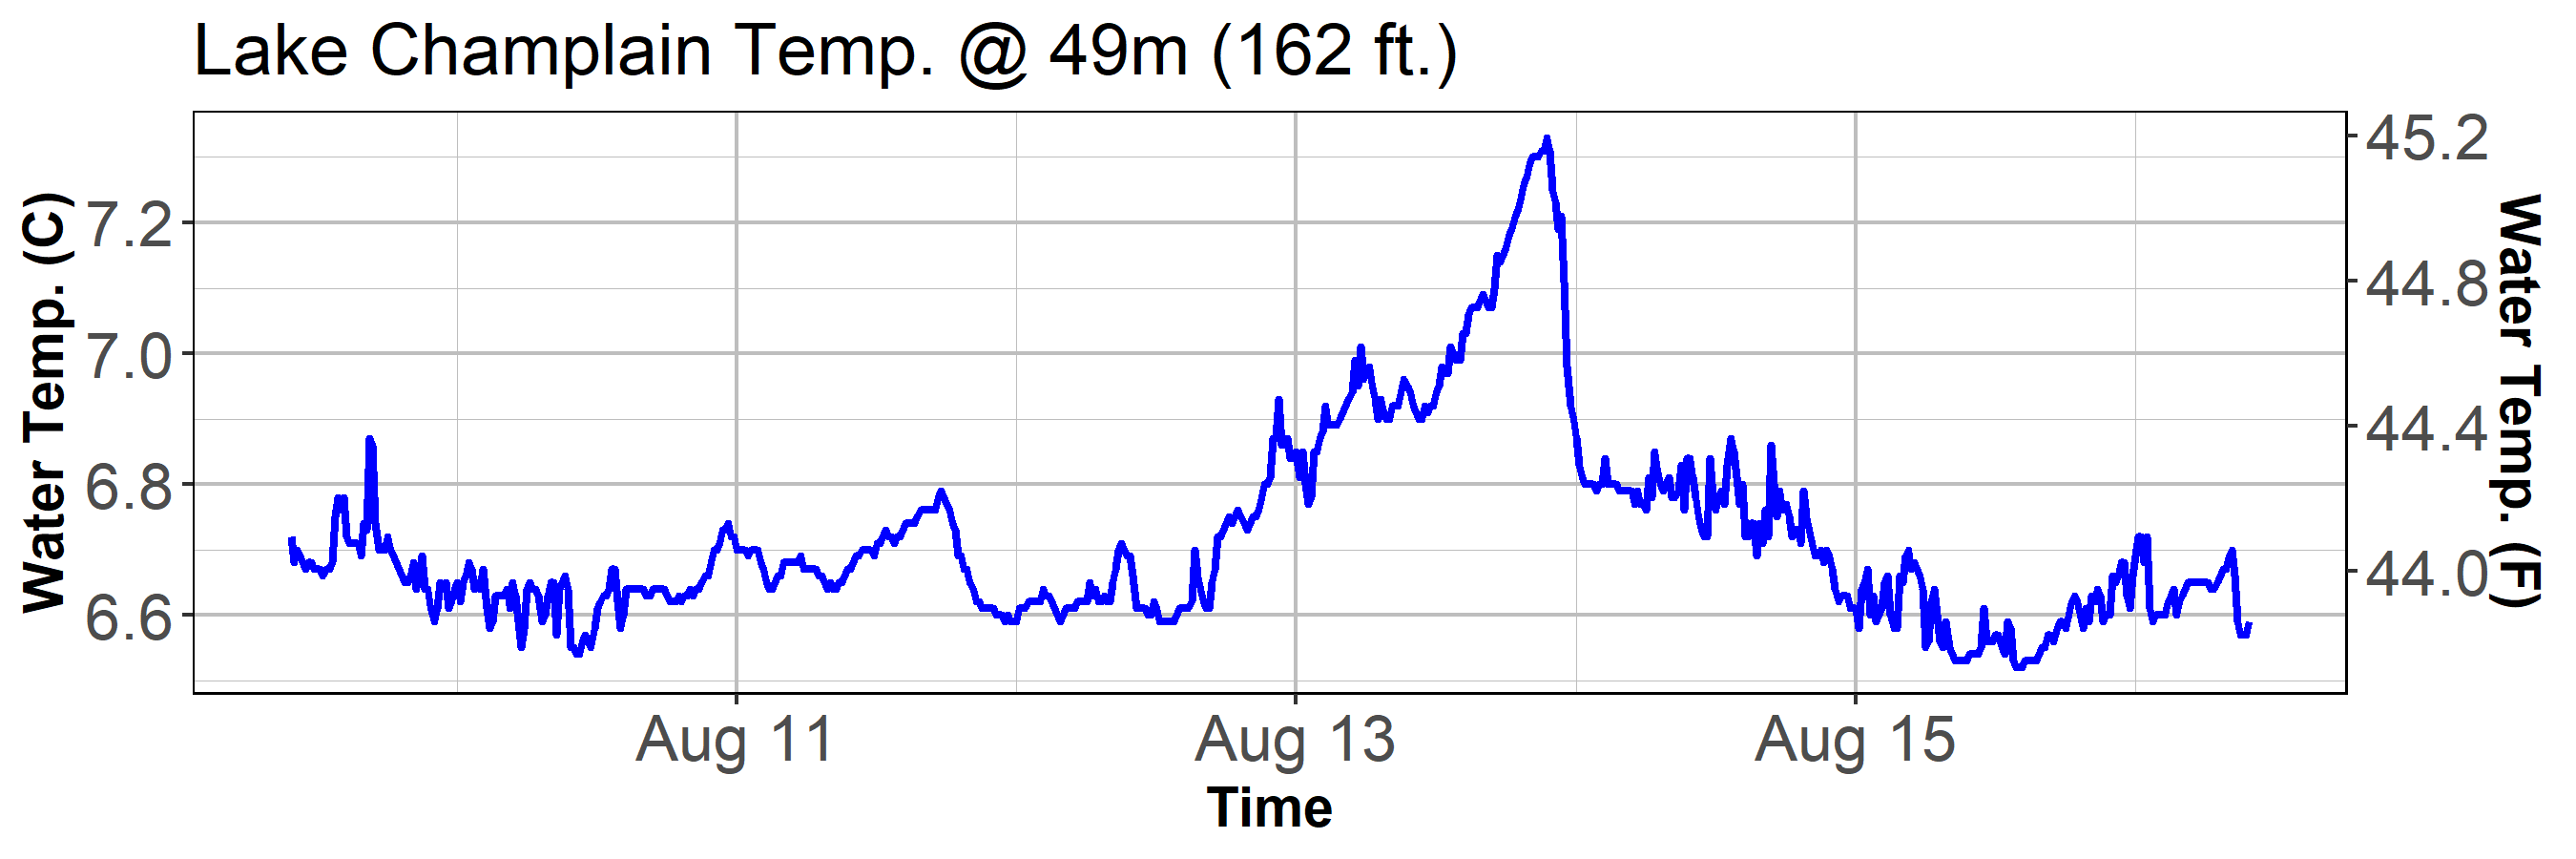 Lake Champlain Temp. @ 49m (162 ft.)
Water Temp. (C)
7.2
7.0
6.8
6.6
45.2
44.8
44.4
44.0
Water Temp. (F)
Aug 11
Aug 13
Aug 15
Time